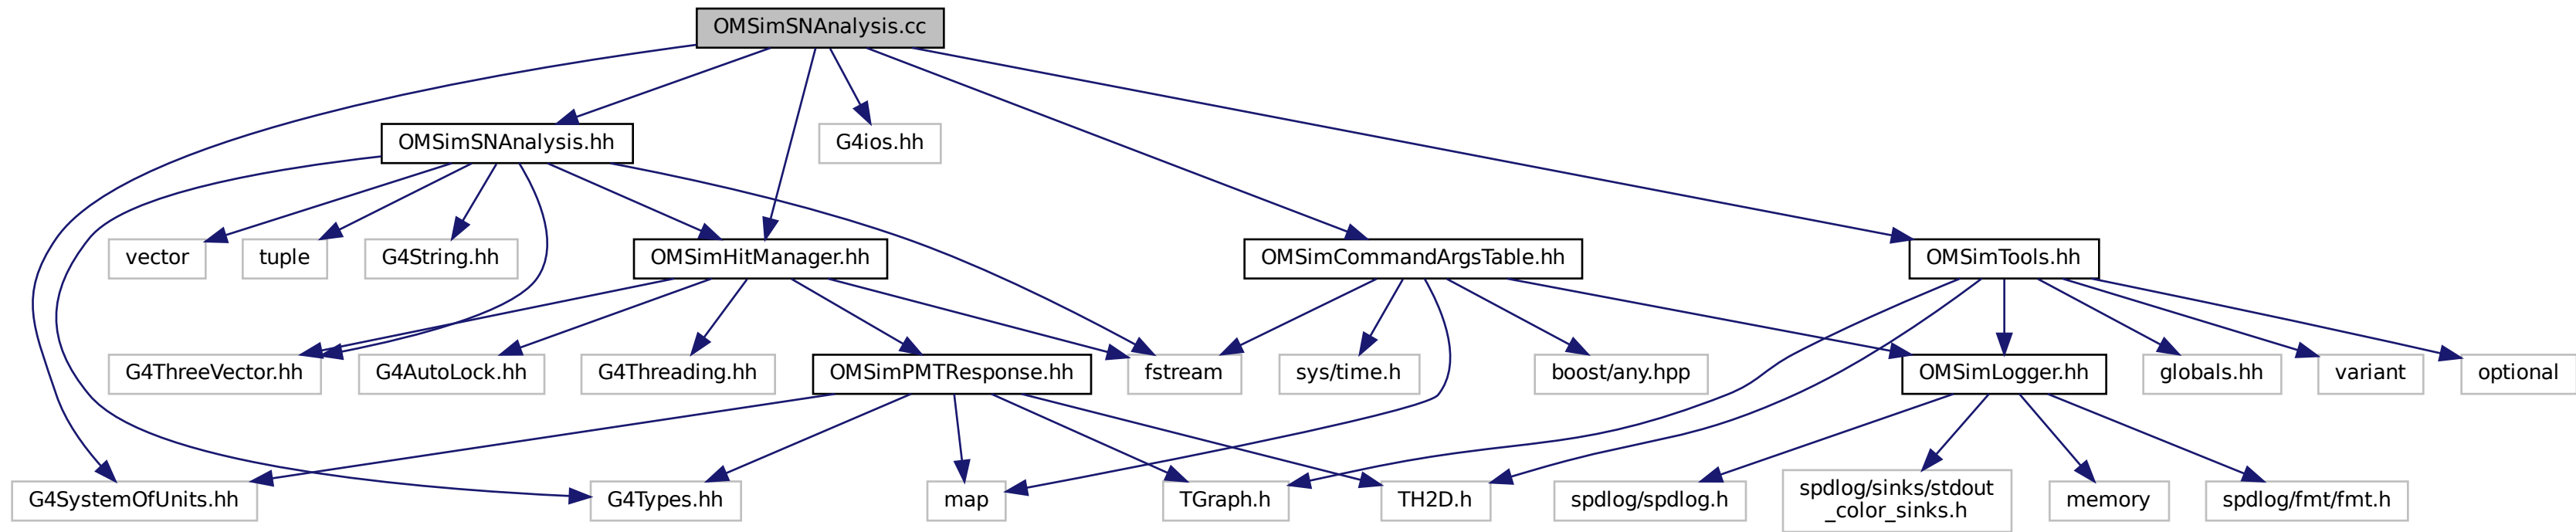 OMSimSNAnalysis.cc
OMSimSNAnalysis.hh
G4ios.hh
vector
tuple
G4String.hh
OMSimHitManager.hh
OMSimCommandArgsTable.hh
OMSimTools.hh
G4ThreeVector.hh
G4AutoLock.hh
G4Threading.hh
OMSimPMTResponse.hh
fstream
sys/time.h
boost/any.hpp
OMSimLogger.hh
globals.hh
variant
optional
G4SystemOfUnits.hh
G4Types.hh
map
TGraph.h
TH2D.h
spdlog/spdlog.h
spdlog/sinks/stdout
_color_sinks.h
memory
spdlog/fmt/fmt.h